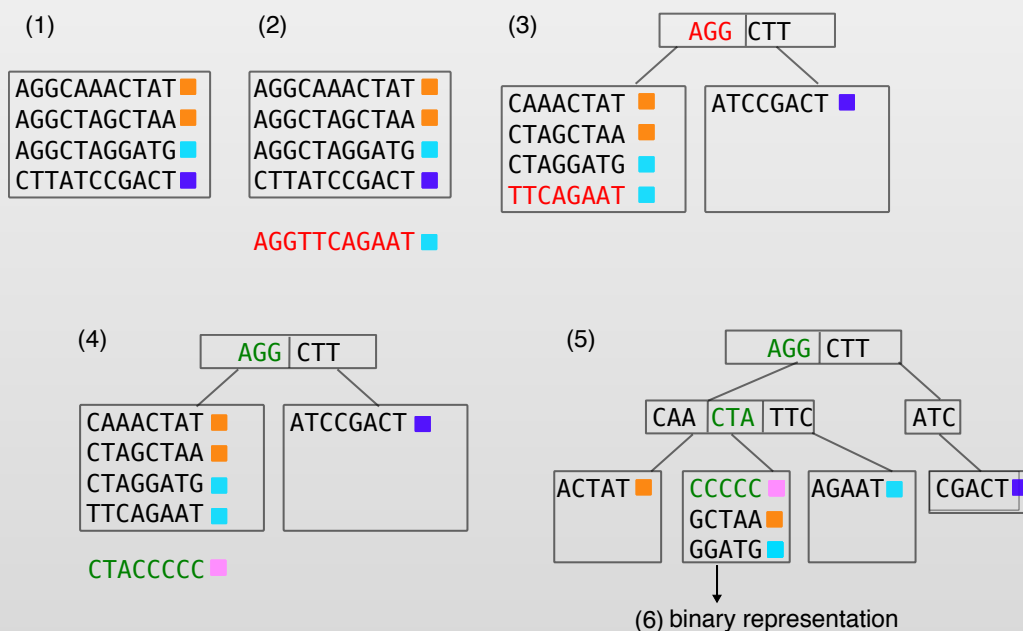 (1)
AGGCAAACTAT
AGGCTAGCTAA
AGGCTAGGATG
CTTATCCGACT
(2)
AGGCAAACTAT
AGGCTAGCTAA
AGGCTAGGATG
CTTATCCGACT
AGGTTCAGAAT
(3)
AGG CTT
CAAACTAT
CTAGCTAA
CTAGGATG
TTCAGAAT
ATCCGACT
(4)
AGG CTT
CAAACTAT
CTAGCTAA
CTAGGATG
TTCAGAAT
ATCCGACT
CTACCCCC
(5)
AGG CTT
CAA CTA TTC
ATC
ACTAT
CCCCC
GCTAA
GGATG
AGAAT
CGACT
(6) binary representation